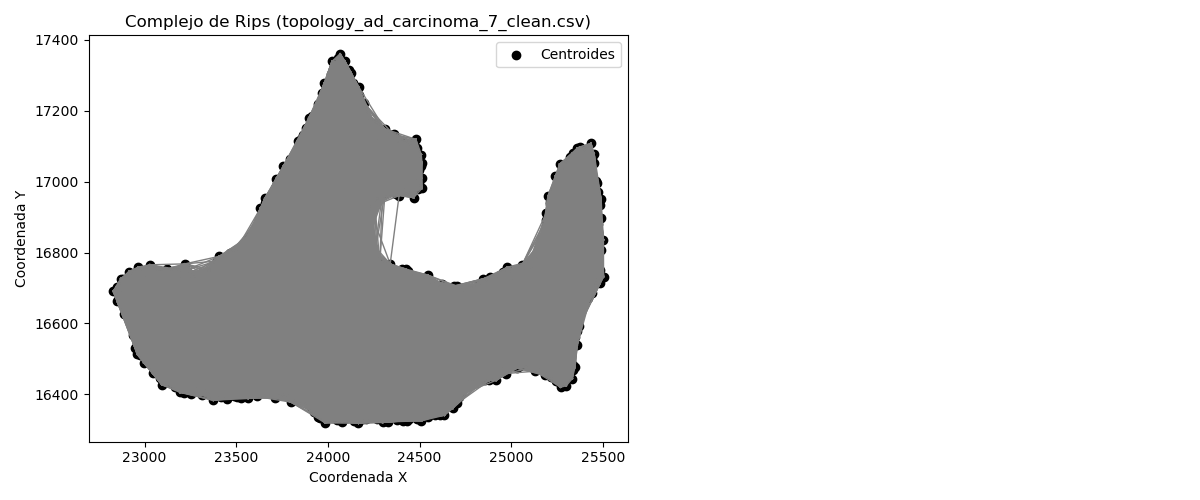 Complejo de Rips (topology_ad_carcinoma_7_clean.csv)
Centroides
17400
17200
17000
16800
16600
16400
Coordenada Y
23000 23500 24000 24500 25000 25500
Coordenada X